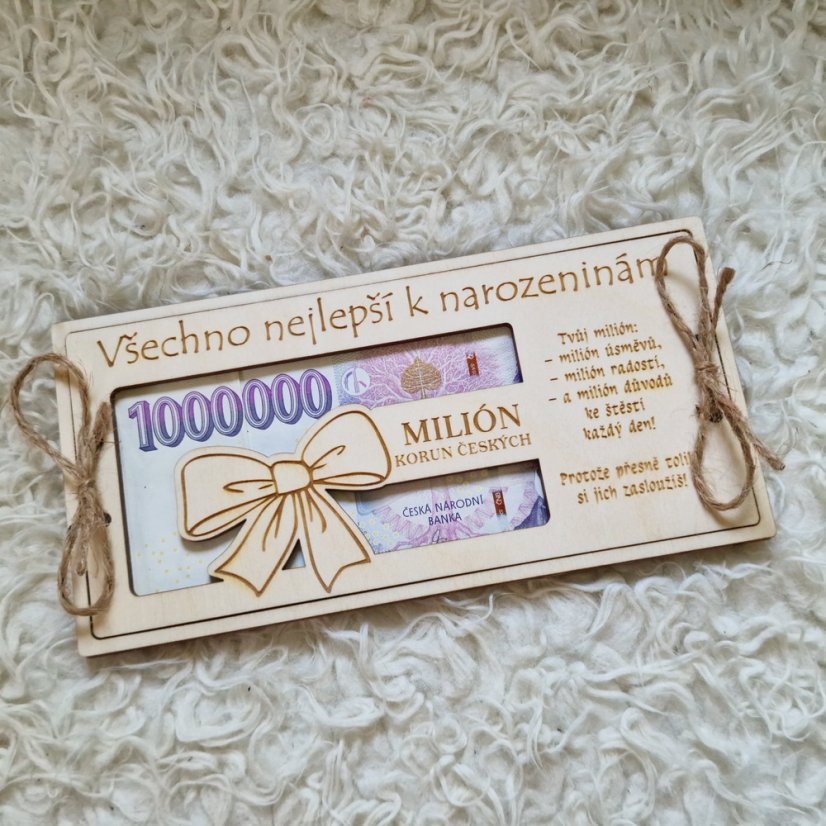 Všechno nejlepší k narozeninám
1000000
MILIÓN
KORUN ČESKÝCH
ČESKÁ NÁRODNÍ
BANKA
Tvůj milión:
- milión úsměvů,
- milión radostí,
- a milión důvodů
ke štěstí
každý den!
Protože přesně tolik
si jich zasloužíš!